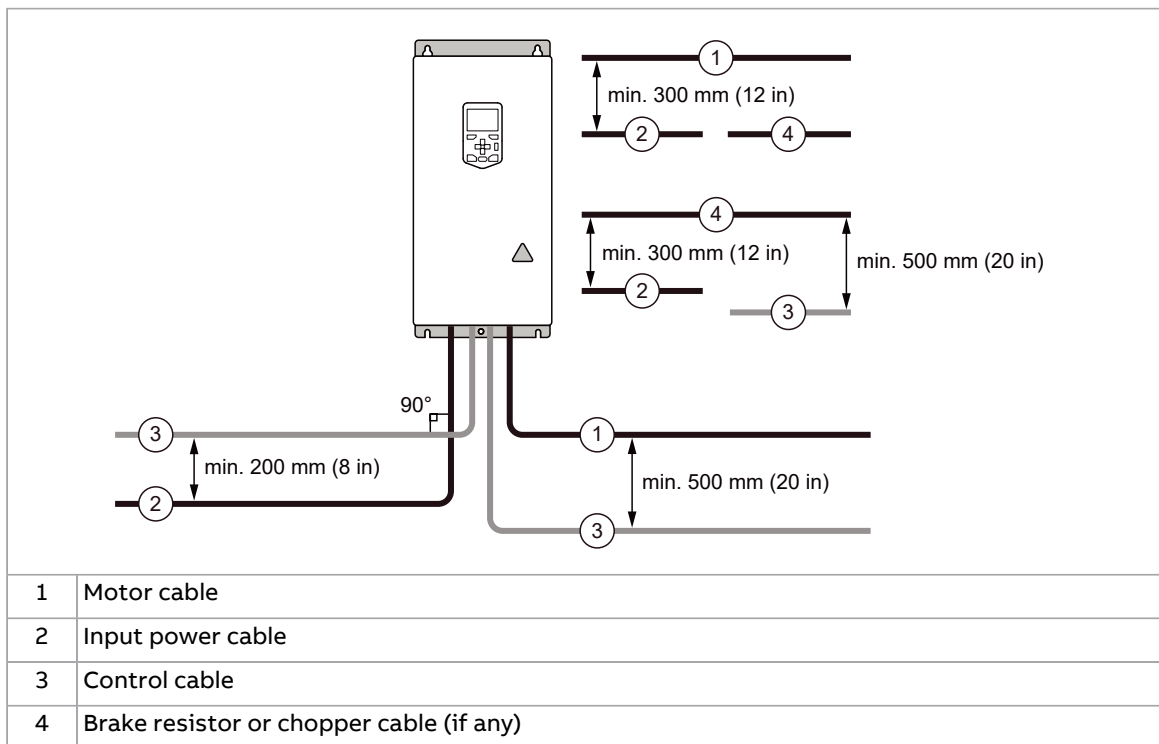 1
min. 300 mm (12 in)
2
4
4
min. 300 mm (12 in)
min. 500 mm (20 in)
2
3
90°
3
1
min. 200 mm (8 in)
min. 500 mm (20 in)
2
3
1 Motor cable
2 Input power cable
3 Control cable
4 Brake resistor or chopper cable (if any)